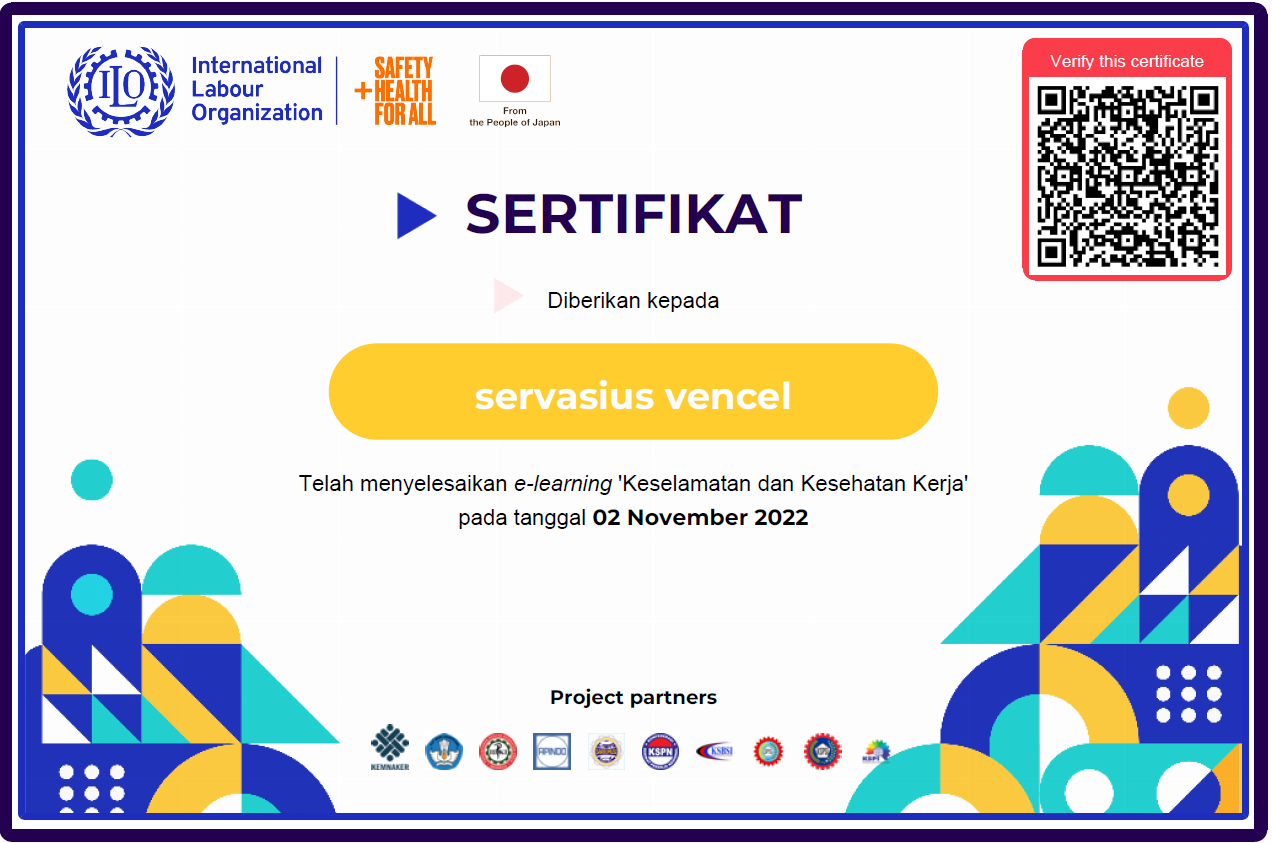 ILO
International
Labour
Organization
SAFETY
+ HEALTH
FOR ALL
From
the People of Japan
Verify this certificate
SERTIFIKAT
Diberikan kepada
servasius vencel
Telah menyelesaikan e-learning 'Keselamatan dan Kesehatan Kerja'
pada tanggal 02 November 2022
Project partners
KEMNAKER
APINDO
KSPN
KSBSI
KSPI